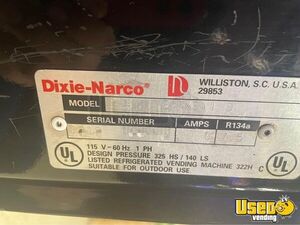 Dixie-Narco®
WILLISTON, S.C. U.S.A.
29853
MODEL
SERIAL NUMBER AMPS R134a
115 V~60 Hz 1 PH
DESIGN PRESSURE 325 HS / 140 LS
LISTED REFRIGERATED VENDING MACHINE 322H
SUITABLE FOR OUTDOOR USE
UL
C UL
USED Vending